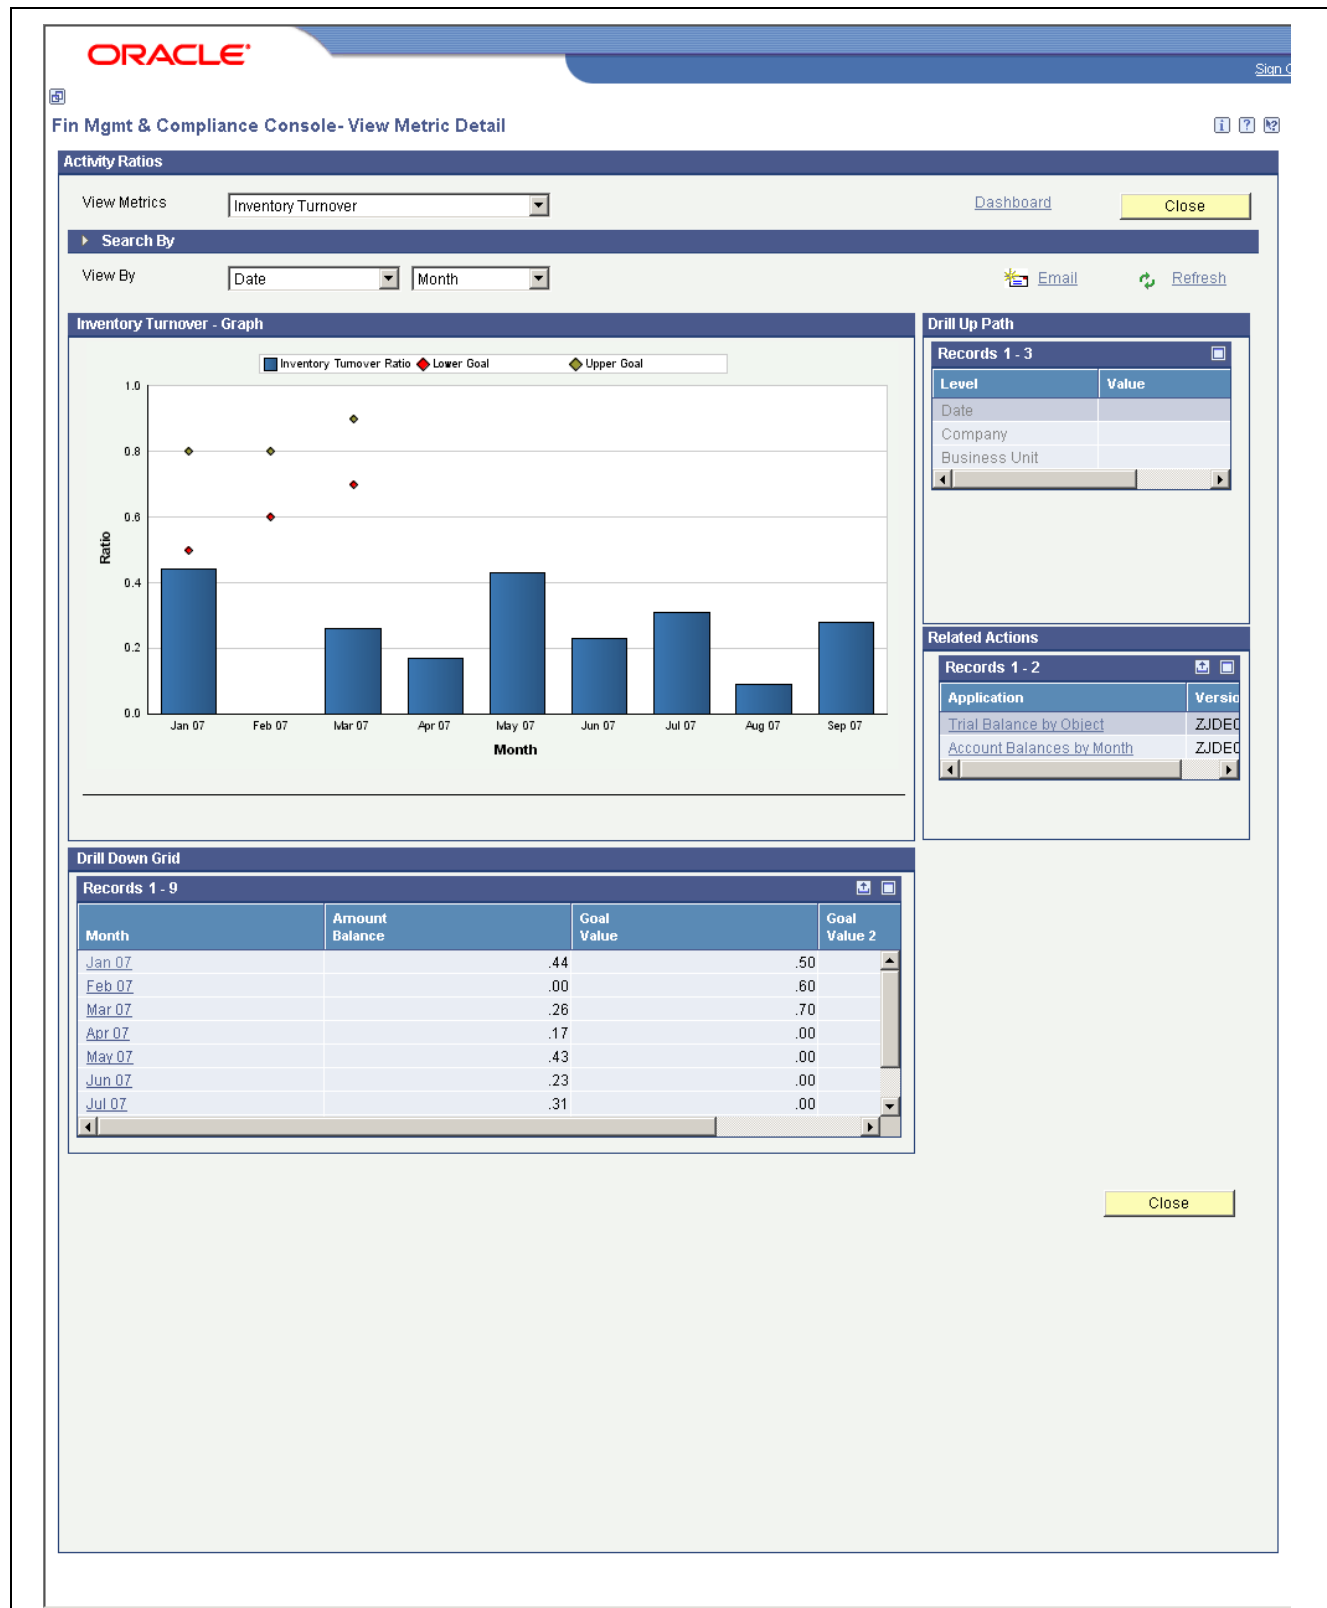 ORACLE
Sign
Fin Mgmt & Compliance Console- View Metric Detail
Activity Ratios
View Metrics Inventory Turnover Dashboard Close
Search By
View By Date Month Email Refresh
Inventory Turnover - Graph
Inventory Turnover Ratio Lower Goal Upper Goal
1.0
0.8
0.6
0.4
0.2
0.0
Ratio
Jan 07 Feb 07 Mar 07 Apr 07 May 07 Jun 07 Jul 07 Aug 07 Sep 07
Month
Drill Up Path
Records 1 - 3
Level Value
Date
Company
Business Unit
Related Actions
Records 1 - 2
Application Versio
Trial Balance by Object ZJDE0
Account Balances by Month ZJDE0
Drill Down Grid
Records 1 - 9
Month Amount Balance Goal Value Goal Value 2
Jan 07 .44 .50
Feb 07 .00 .60
Mar 07 .26 .70
Apr 07 .17 .00
May 07 .43 .00
Jun 07 .23 .00
Jul 07 .31 .00
Close